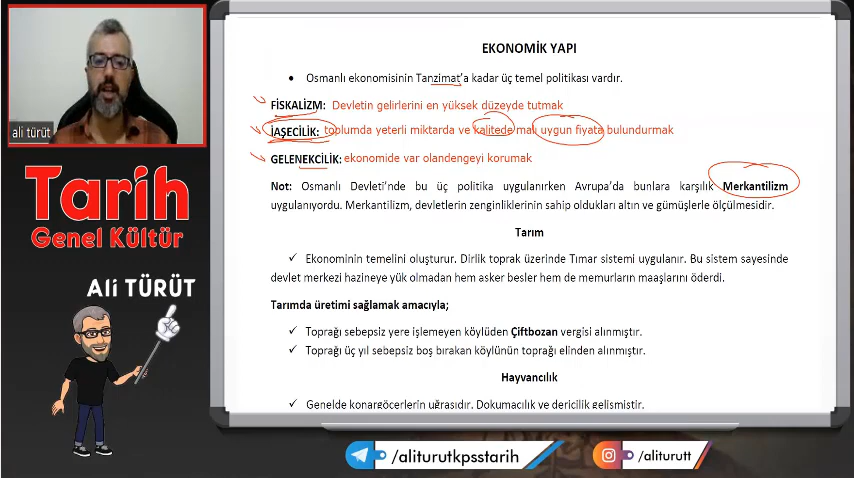 ali türüt
Tarih
Genel Kültür
Ali TÜRÜT
EKONOMİK YAPI
• Osmanlı ekonomisinin Tanzimat'a kadar üç temel politikası vardır.
FİSKALİZM: Devletin gelirlerini en yüksek düzeyde tutmak
İAŞECİLİK: toplumda yeterli miktarda ve kalitede malı uygun fiyata bulundurmak
GELENEKCİLİK: ekonomide var olandengeyi korumak
Not: Osmanlı Devleti'nde bu üç politika uygulanırken Avrupa'da bunlara karşılık Merkantilizm
uygulanıyordu. Merkantilizm, devletlerin zenginliklerinin sahip oldukları altın ve gümüşlerle ölçülmesidir.
Tarım
✓ Ekonominin temelini oluşturur. Dirlik toprak üzerinde Tımar sistemi uygulanır. Bu sistem sayesinde
devlet merkezi hazineye yük olmadan hem asker besler hem de memurların maaşlarını öderdi.
Tarımda üretimi sağlamak amacıyla;
✓ Toprağı sebepsiz yere işlemeyen köylüden Çiftbozan vergisi alınmıştır.
✓ Toprağı üç yıl sebepsiz boş bırakan köylünün toprağı elinden alınmıştır.
Hayvancılık
✓ Genelde konargöçerlerin uğraşıdır. Dokumacılık ve dericilik gelişmiştir.
/aliturutkpsstarih
/aliturutt